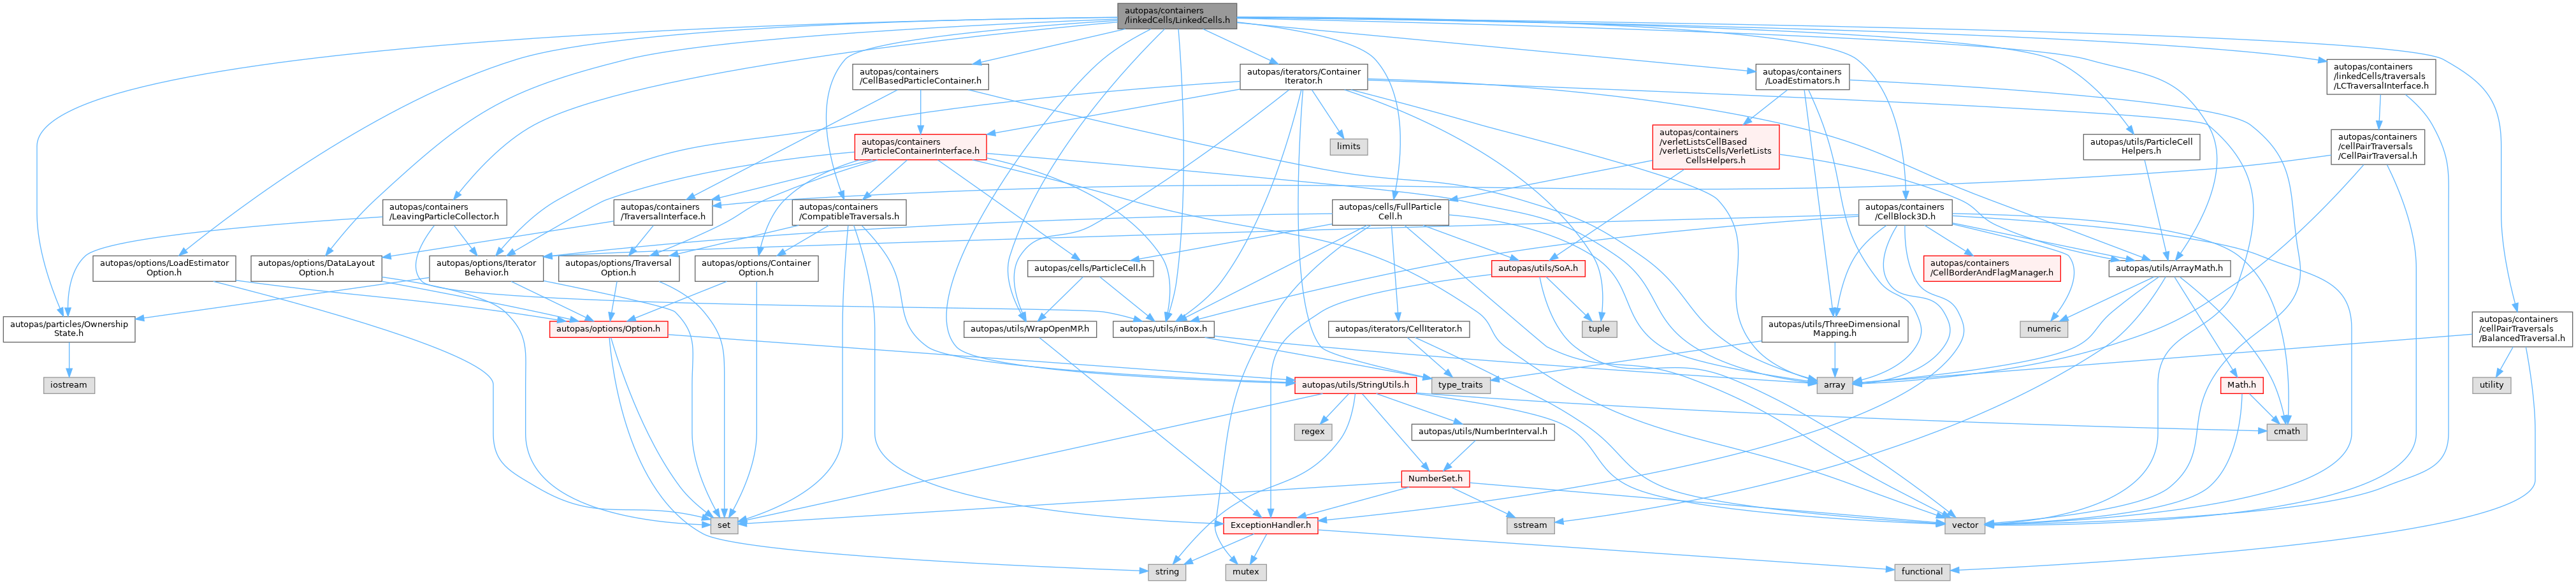 autopas/containers
/linkedCells/LinkedCells.h
autopas/containers
/CellBasedParticleContainer.h
autopas/iterators/Container
Iterator.h
autopas/containers
/LoadEstimators.h
autopas/containers
/linkedCells/traversals
/LCTraversalInterface.h
autopas/containers
/ParticleContainerInterface.h
limits
autopas/containers
/verletListsCellBased
/verletListsCells/VerletLists
CellsHelpers.h
autopas/utils/ParticleCell
Helpers.h
autopas/containers
/cellPairTraversals
/CellPairTraversal.h
autopas/containers
/LeavingParticleCollector.h
autopas/containers
/TraversalInterface.h
autopas/containers
/CompatibleTraversals.h
autopas/cells/FullParticle
Cell.h
autopas/containers
/CellBlock3D.h
autopas/options/LoadEstimator
Option.h
autopas/options/DataLayout
Option.h
autopas/options/Iterator
Behavior.h
autopas/options/Traversal
Option.h
autopas/options/Container
Option.h
autopas/cells/ParticleCell.h
autopas/utils/SoA.h
autopas/containers
/CellBorderAndFlagManager.h
autopas/utils/ArrayMath.h
autopas/particles/Ownership
State.h
autopas/options/Option.h
autopas/utils/WrapOpenMP.h
autopas/utils/inBox.h
autopas/iterators/CellIterator.h
tuple
autopas/utils/ThreeDimensional
Mapping.h
numeric
autopas/containers
/cellPairTraversals
/BalancedTraversal.h
iostream
autopas/utils/StringUtils.h
type_traits
array
Math.h
utility
regex
autopas/utils/NumberInterval.h
cmath
NumberSet.h
set
ExceptionHandler.h
sstream
vector
string
mutex
functional